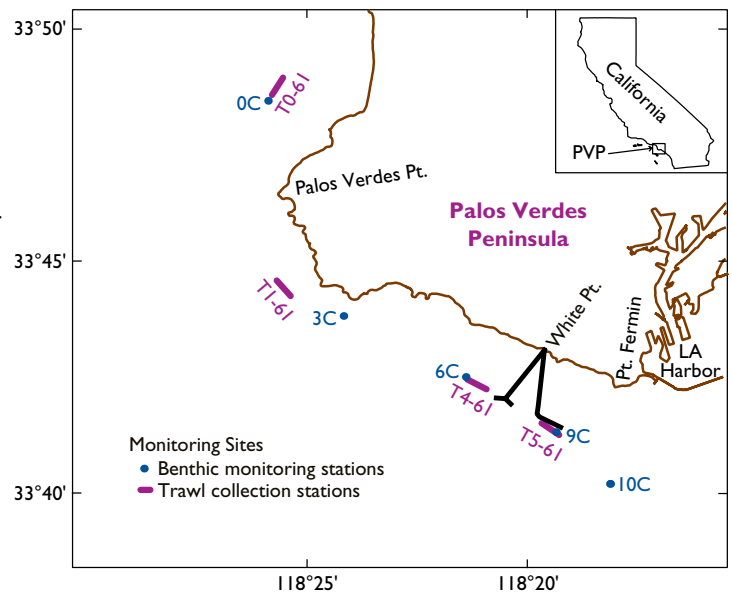 33°50'
33°45'
33°40'
118°25'
118°20'
California
PVP
0C
T0-61
Palos Verdes Pt.
Palos Verdes
Peninsula
T1-61
3C
White Pt.
Pt. Fermin
LA
Harbor
6C
T4-61
T5-61
9C
10C
Monitoring Sites
Benthic monitoring stations
Trawl collection stations